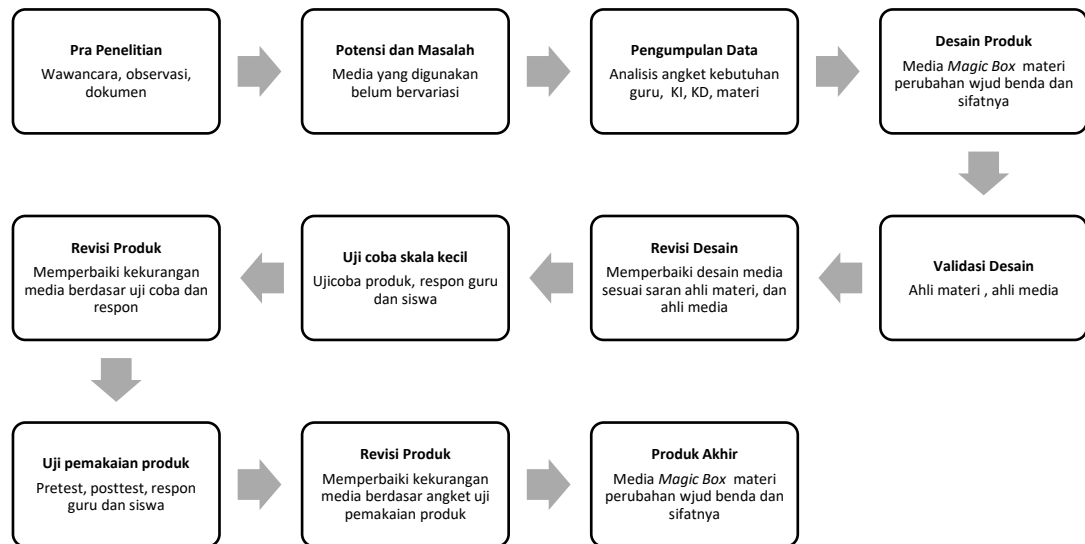 Pra Penelitian
Wawancara, observasi,
dokumen
Potensi dan Masalah
Media yang digunakan
belum bervariasi
Pengumpulan Data
Analisis angket kebutuhan
guru, KI, KD, materi
Desain Produk
Media Magic Box materi
perubahan wjud benda dan
sifatnya
Validasi Desain
Ahli materi , ahli media
Revisi Desain
Memperbaiki desain media
sesuai saran ahli materi, dan
ahli media
Uji coba skala kecil
Ujicoba produk, respon guru
dan siswa
Revisi Produk
Memperbaiki kekurangan
media berdasar uji coba dan
respon
Uji pemakaian produk
Pretest, posttest, respon
guru dan siswa
Revisi Produk
Memperbaiki kekurangan
media berdasar angket uji
pemakaian produk
Produk Akhir
Media Magic Box materi
perubahan wjud benda dan
sifatnya